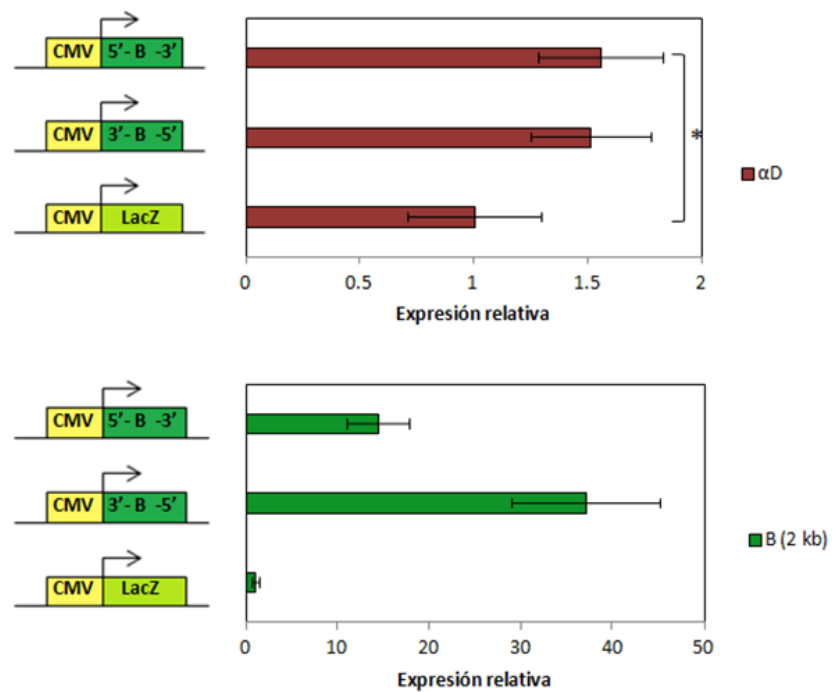 CMV 5’- B -3’
CMV 3’- B -5’
CMV LacZ
*
αD
0 0.5 1 1.5 2
Expresión relativa
CMV 5’- B -3’
CMV 3’- B -5’
CMV LacZ
B (2 kb)
0 10 20 30 40 50
Expresión relativa